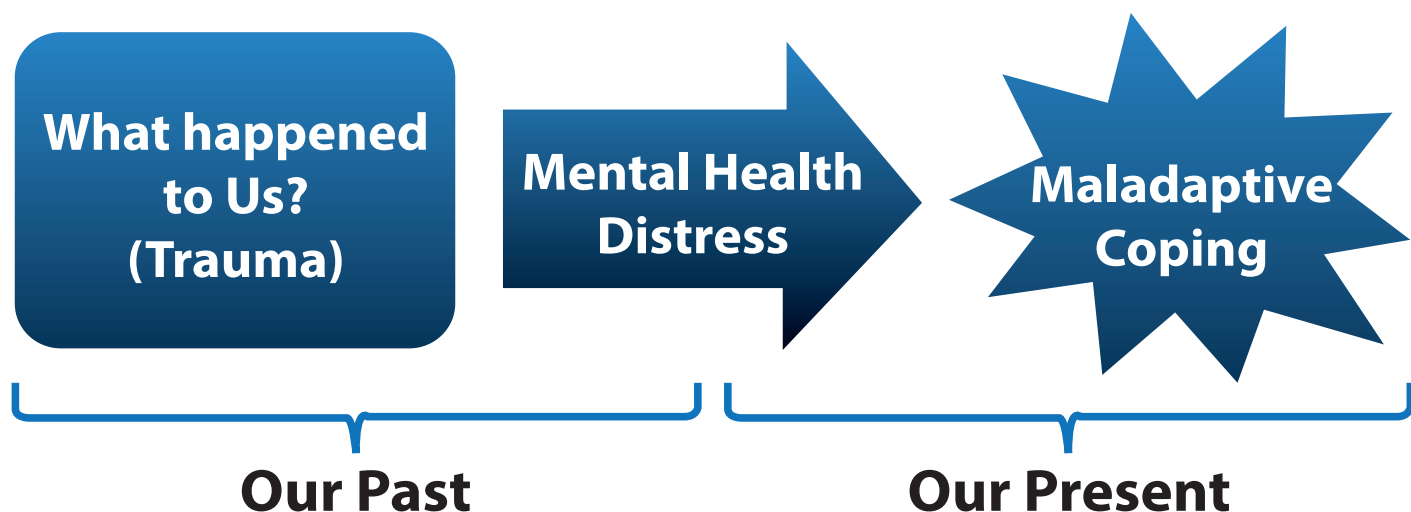 What happened
to Us?
(Trauma)
Mental Health
Distress
Maladaptive
Coping
Our Past
Our Present